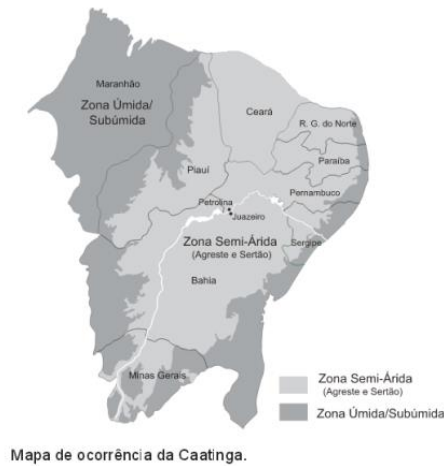 Maranhão
Zona Úmida/
Subúmida
Ceará
R. G. do Norte
Paraíba
Piauí
Pernambuco
Petrolina
Juazeiro
Zona Semi-Árida
(Agreste e Sertão)
Sergipe
Bahia
Minas Gerais
Zona Semi-Árida
(Agreste e Sertão)
Zona Úmida/Subúmida
Mapa de ocorrência da Caatinga.